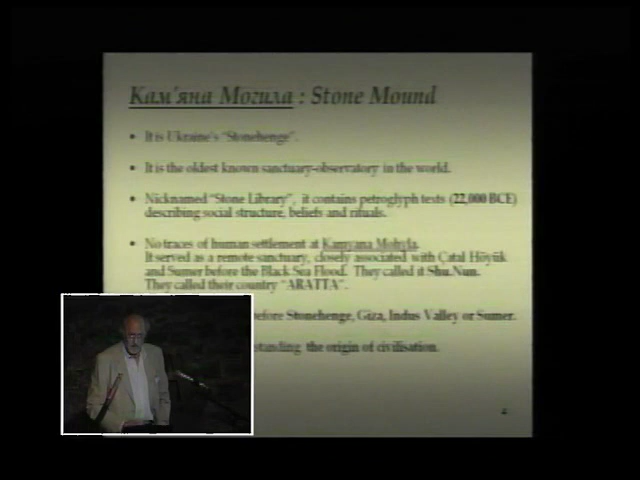 Кам'яна Могила : Stone Mound
• It is Ukraine's "Stonehenge".
• It is the oldest known sanctuary-observatory in the world.
• Nicknamed "Stone Library", it contains petroglyph texts (22,000 BCE)
describing social structure, beliefs and rituals.
• No traces of human settlement at Kamyana Mohyla.
It served as a remote sanctuary, closely associated with Çatal Höyük
and Sumer before the Black Sea Flood. They called it Shu.Nun.
They called their country "ARATTA".
before Stonehenge, Giza, Indus Valley or Sumer.
the origin of civilisation.